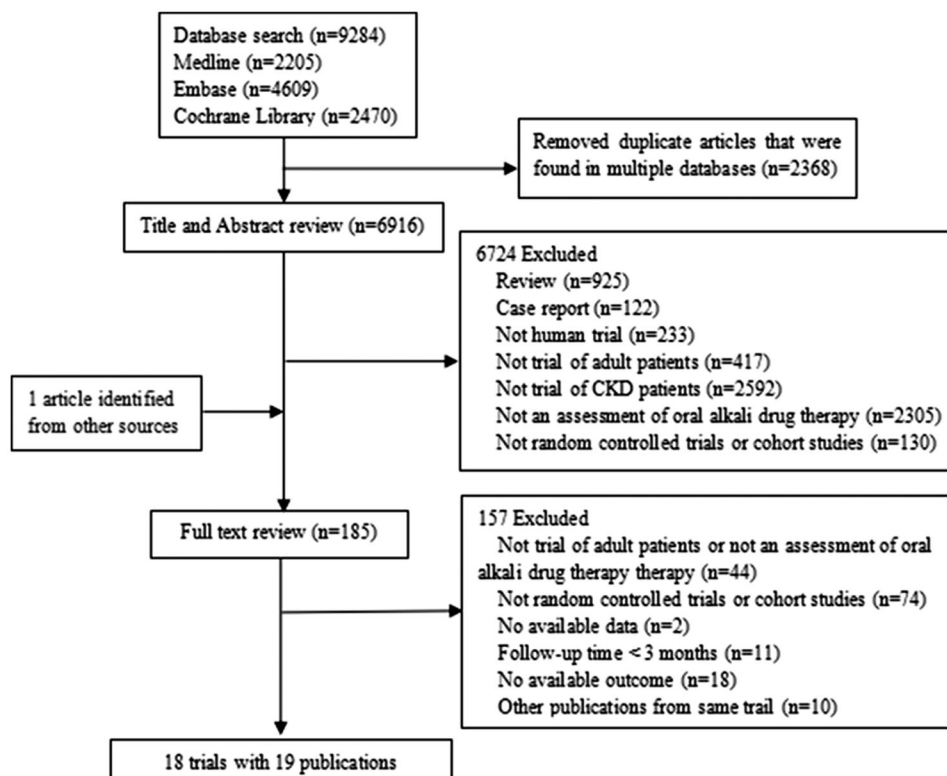 Database search (n=9284)
Medline (n=2205)
Embase (n=4609)
Cochrane Library (n=2470)
Removed duplicate articles that were
found in multiple databases (n=2368)
Title and Abstract review (n=6916)
6724 Excluded
Review (n=925)
Case report (n=122)
Not human trial (n=233)
Not trial of adult patients (n=417)
Not trial of CKD patients (n=2592)
Not an assessment of oral alkali drug therapy (n=2305)
Not random controlled trials or cohort studies (n=130)
1 article identified
from other sources
Full text review (n=185)
157 Excluded
Not trial of adult patients or not an assessment of oral
alkali drug therapy therapy (n=44)
Not random controlled trials or cohort studies (n=74)
No available data (n=2)
Follow-up time < 3 months (n=11)
No available outcome (n=18)
Other publications from same trail (n=10)
18 trials with 19 publications